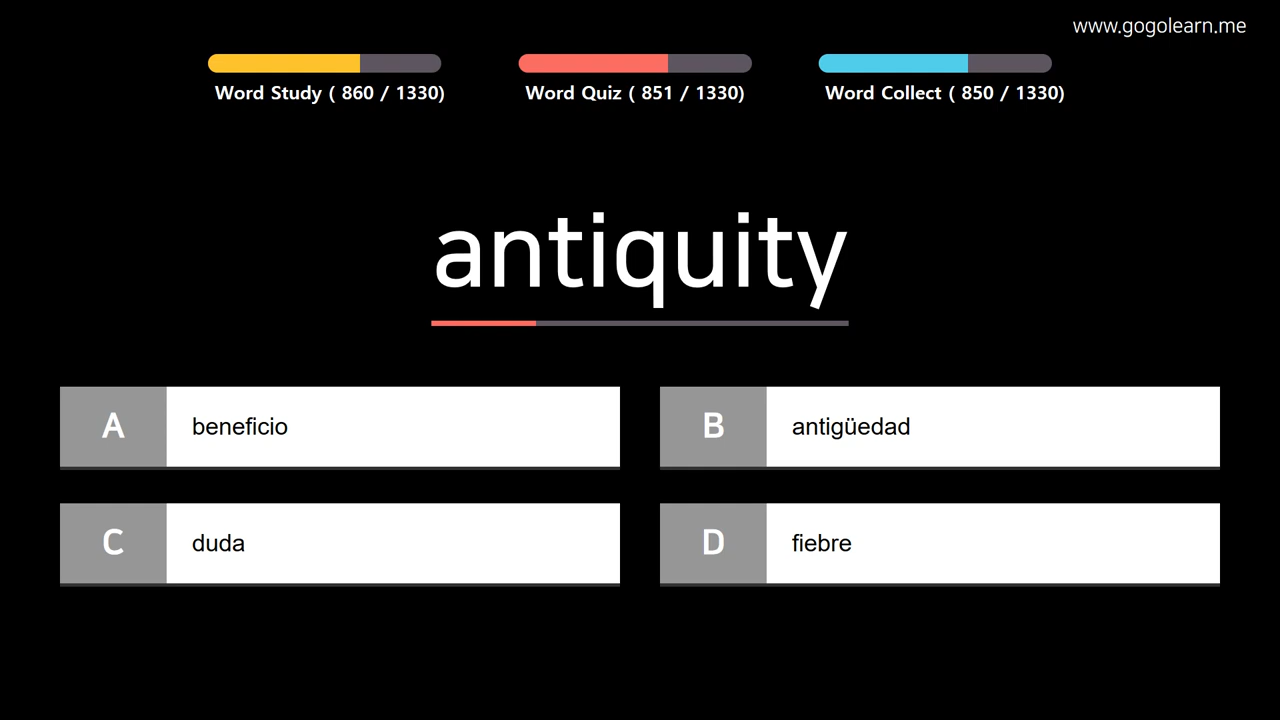 www.gogolearn.me
Word Study ( 860 / 1330)
Word Quiz ( 851 / 1330)
Word Collect ( 850 / 1330)
antiquity
A beneficio
B antigüedad
C duda
D fiebre